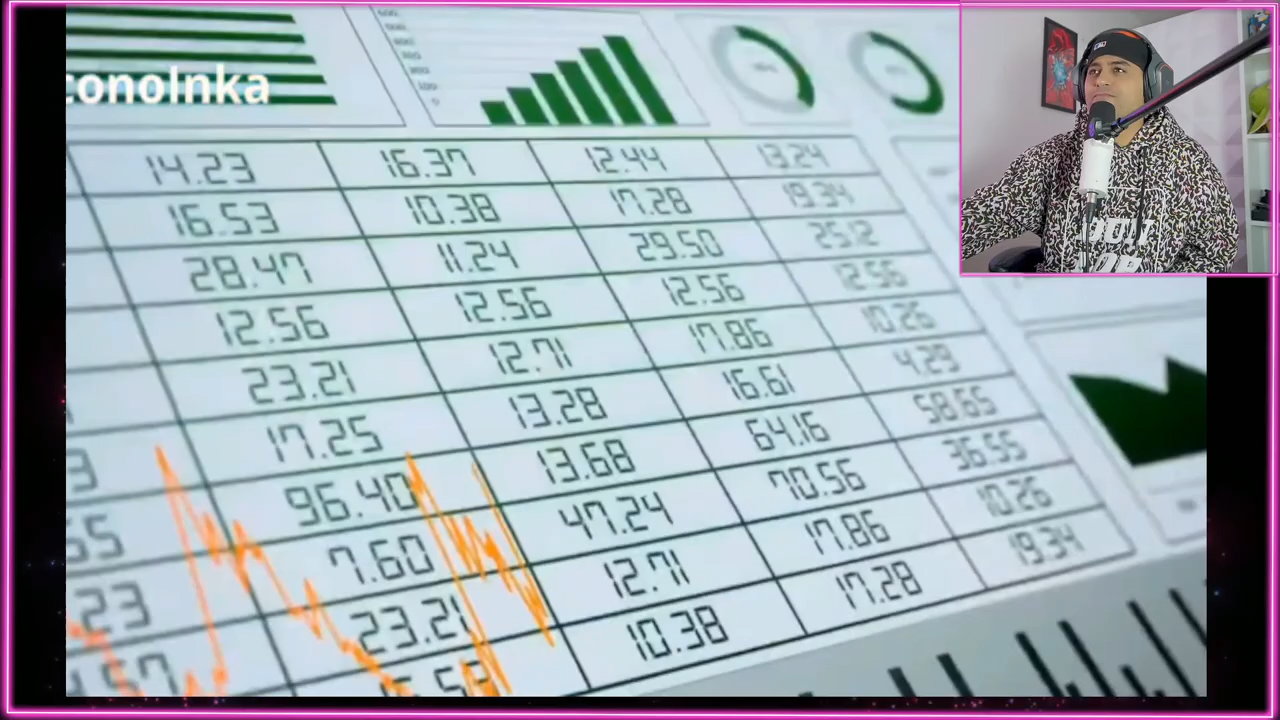 conoInka
14.23 16.37 12.44 13.24
16.53 10.38 17.28 19.34
28.47 11.24 29.50 25.12
12.56 12.56 12.56 12.56
23.21 12.71 17.86 10.26
17.25 13.28 16.61 4.29
96.40 13.68 64.16 58.65
7.60 47.24 70.56 36.55
23 23.21 12.71 17.86 10.26
10.38 17.28 19.34